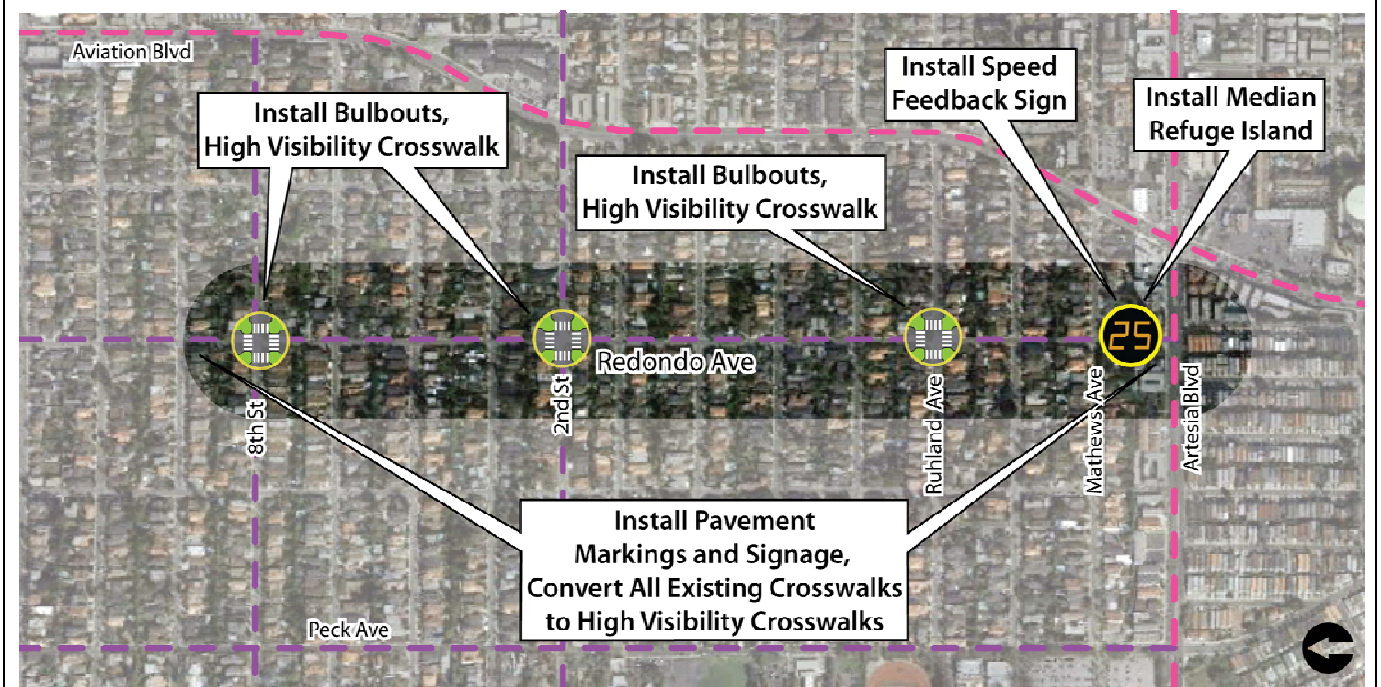 Aviation Blvd
Install Speed
Feedback Sign
Install Median
Refuge Island
Install Bulbouts,
High Visibility Crosswalk
Install Bulbouts,
High Visibility Crosswalk
25
Redondo Ave
8th St
2nd St
Ruhland Ave
Mathews Ave
Artesia Blvd
Install Pavement
Markings and Signage,
Convert All Existing Crosswalks
to High Visibility Crosswalks
Peck Ave